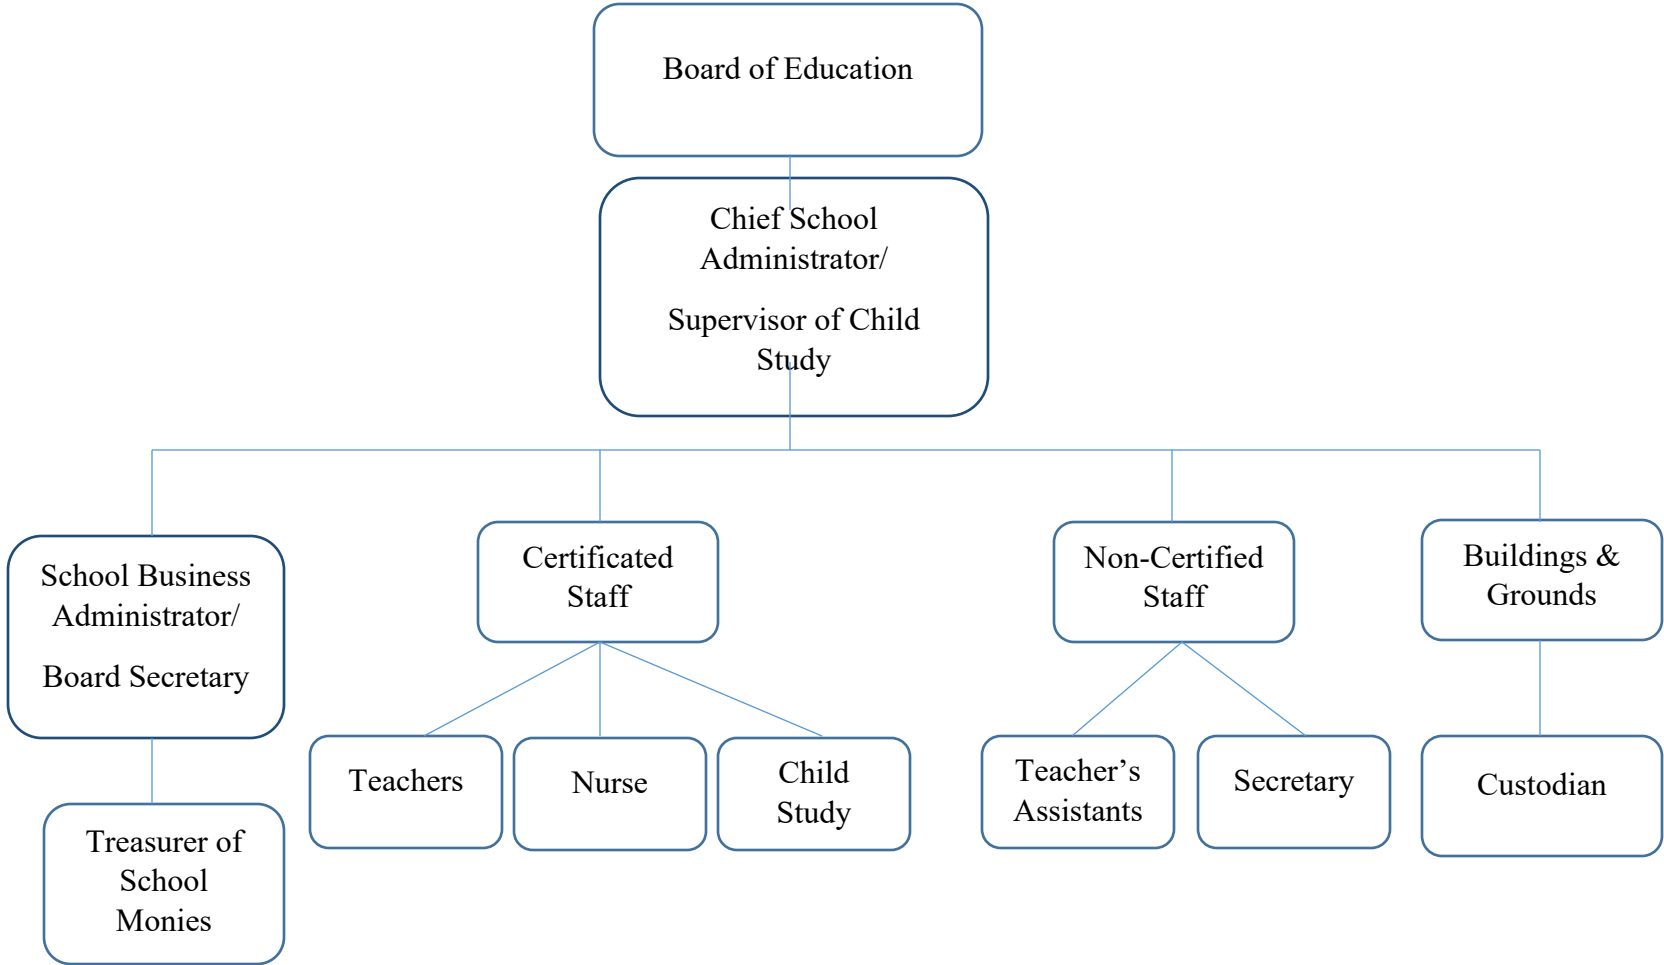 Board of Education
Chief School
Administrator/
Supervisor of Child
Study
School Business
Administrator/
Board Secretary
Certificated
Staff
Non-Certified
Staff
Buildings &
Grounds
Teachers
Nurse
Child
Study
Teacher’s
Assistants
Secretary
Custodian
Treasurer of
School
Monies